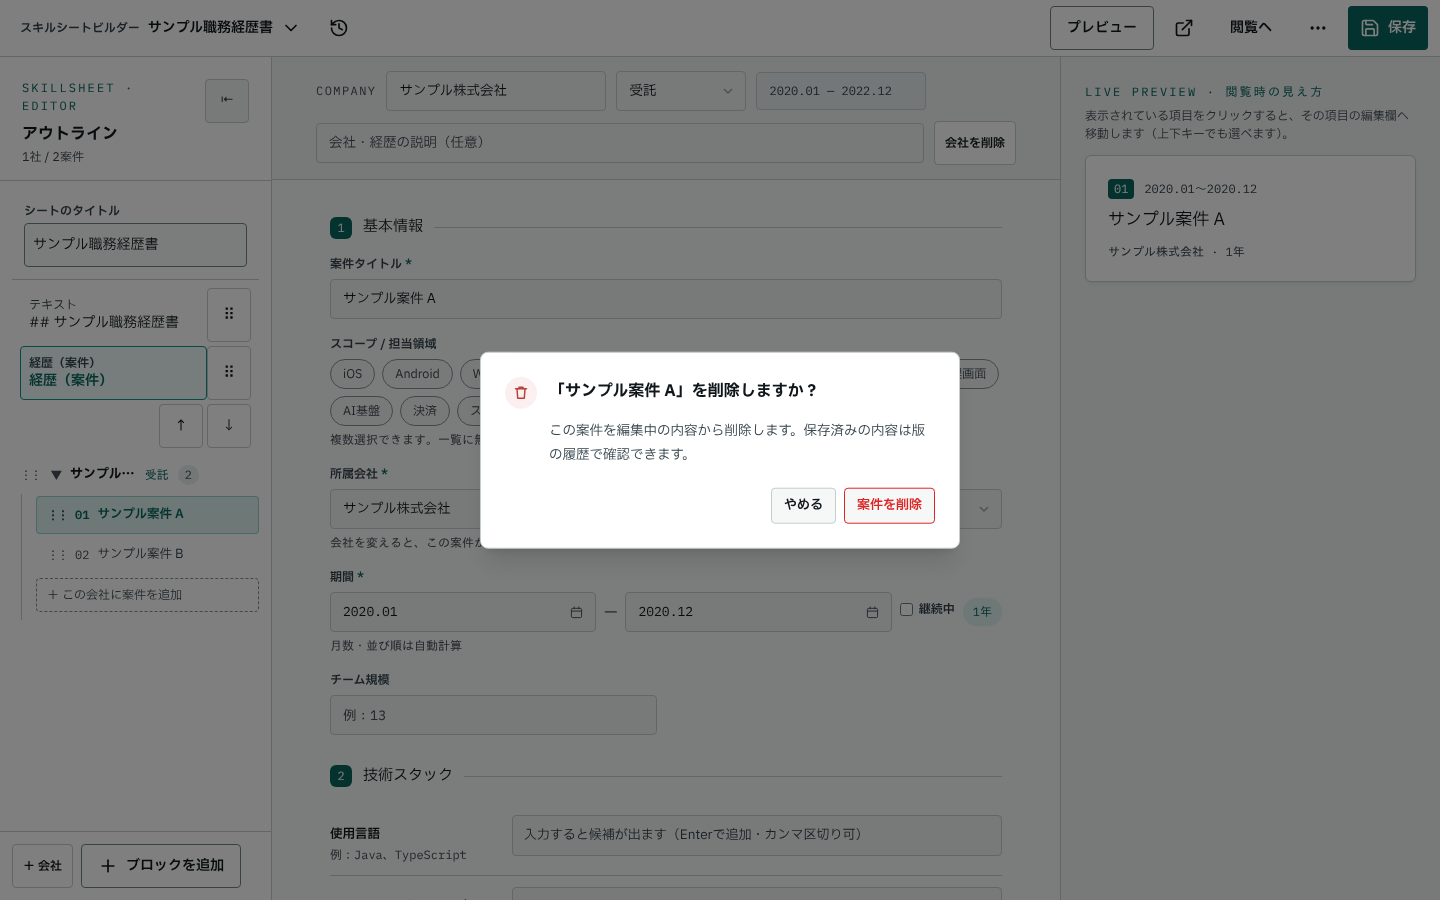 スキルシートビルダー サンプル職務経歴書
プレビュー 閲覧へ 保存
SKILLSHEET ·
EDITOR
アウトライン
1社 / 2案件
シートのタイトル
サンプル職務経歴書
テキスト
## サンプル職務経歴書
経歴（案件）
経歴（案件）
↑ ↓
サンプル… 受託 2
01 サンプル案件 A
02 サンプル案件 B
+ この会社に案件を追加
+ 会社
+ ブロックを追加
COMPANY サンプル株式会社 受託 2020.01 — 2022.12
会社・経歴の説明（任意） 会社を削除
1 基本情報
案件タイトル *
サンプル案件 A
スコープ / 担当領域
iOS Android
AI基盤 決済
複数選択できます。一覧に
所属会社 *
サンプル株式会社
会社を変えると、この案件
期間 *
2020.01 — 2020.12 継続中 1年
月数・並び順は自動計算
チーム規模
例：13
2 技術スタック
使用言語
例：Java、TypeScript
入力すると候補が出ます（Enterで追加・カンマ区切り可）
「サンプル案件 A」を削除しますか？
この案件を編集中の内容から削除します。保存済みの内容は版
の履歴で確認できます。
やめる 案件を削除
LIVE PREVIEW · 閲覧時の見え方
表示されている項目をクリックすると、その項目の編集欄へ
移動します（上下キーでも選べます）。
01 2020.01〜2020.12
サンプル案件 A
サンプル株式会社 · 1年